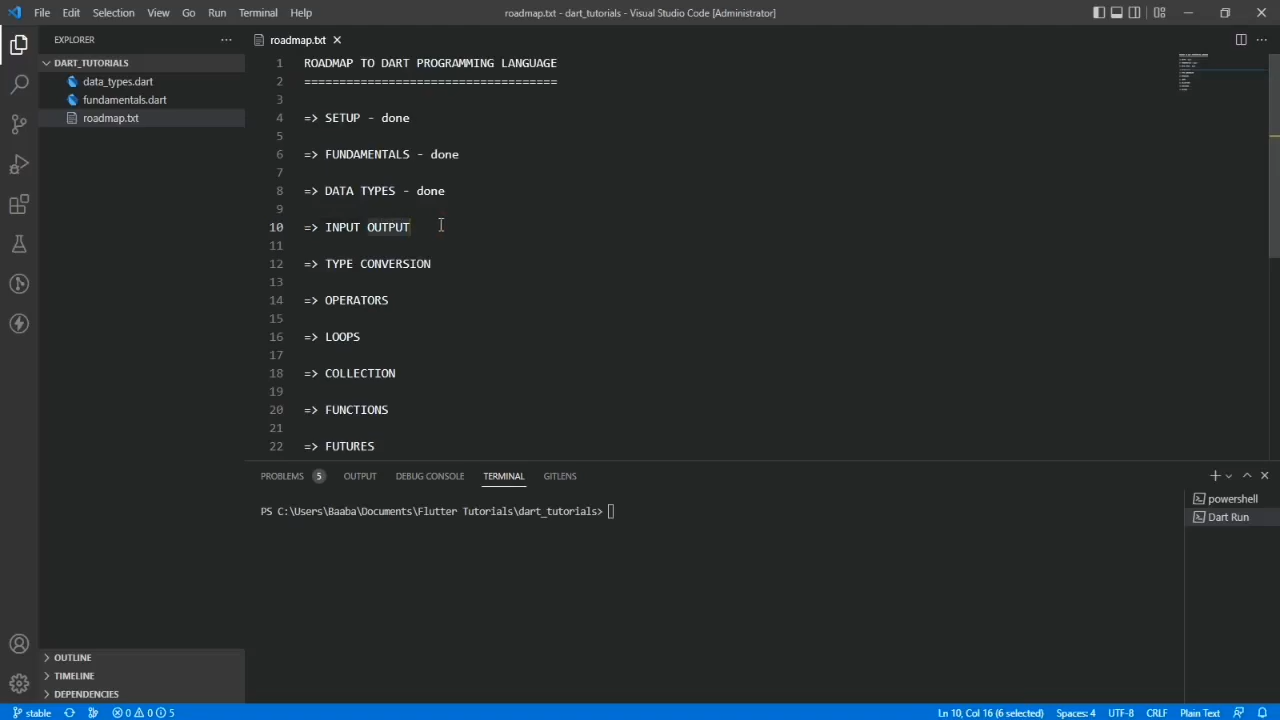 File Edit Selection View Go Run Terminal Help
roadmap.txt - dart_tutorials - Visual Studio Code [Administrator]
EXPLORER
DART_TUTORIALS
data_types.dart
fundamentals.dart
roadmap.txt
roadmap.txt
1 ROADMAP TO DART PROGRAMMING LANGUAGE
2 ====================================
3
4 => SETUP - done
5
6 => FUNDAMENTALS - done
7
8 => DATA TYPES - done
9
10 => INPUT OUTPUT
11
12 => TYPE CONVERSION
13
14 => OPERATORS
15
16 => LOOPS
17
18 => COLLECTION
19
20 => FUNCTIONS
21
22 => FUTURES
PROBLEMS 5 OUTPUT DEBUG CONSOLE TERMINAL GITLENS
PS C:\Users\Baaba\Documents\Flutter Tutorials\dart_tutorials>
powershell
Dart Run
OUTLINE
TIMELINE
DEPENDENCIES
stable 0 0 5 Ln 10, Col 16 (6 selected) Spaces: 4 UTF-8 CRLF Plain Text